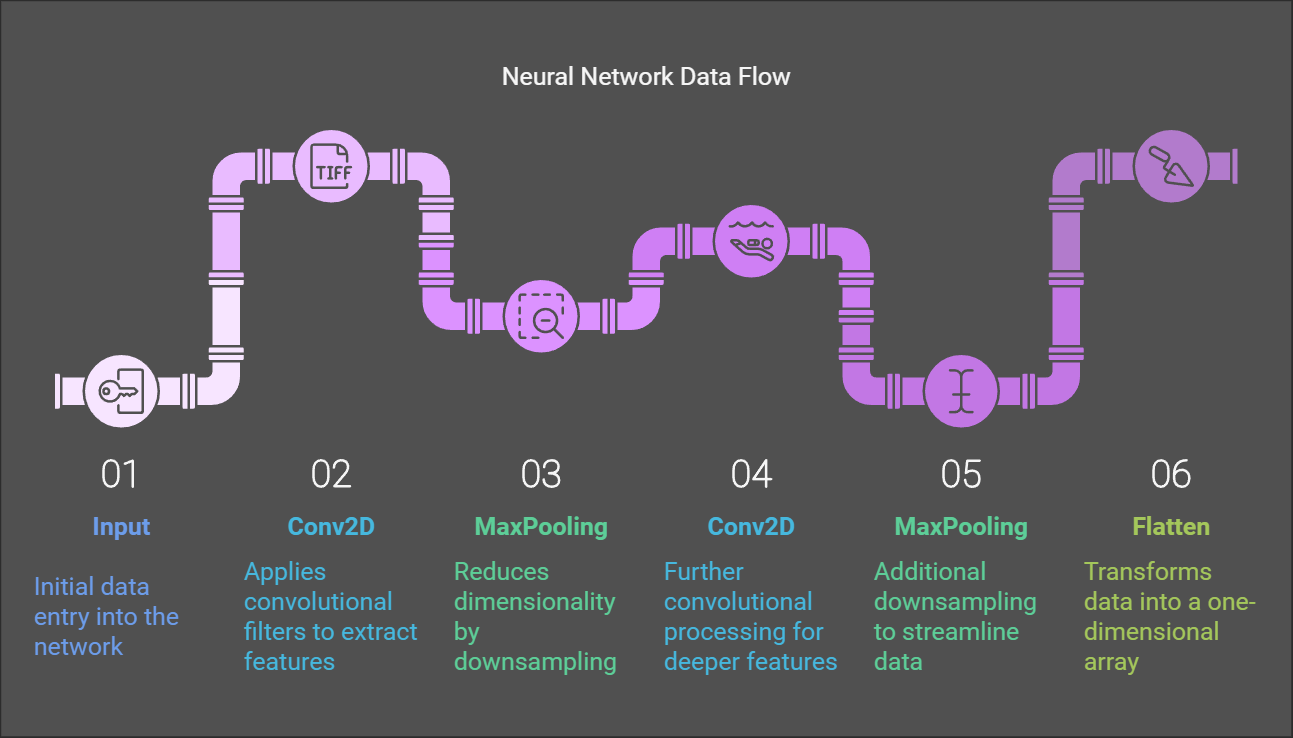 Neural Network Data Flow
TIFF
01
02
03
04
05
06
Input
Conv2D
MaxPooling
Conv2D
MaxPooling
Flatten
Initial data
entry into the
network
Applies
convolutional
filters to extract
features
Reduces
dimensionality
by
downsampling
Further
convolutional
processing for
deeper features
Additional
downsampling
to streamline
data
Transforms
data into a one-
dimensional
array